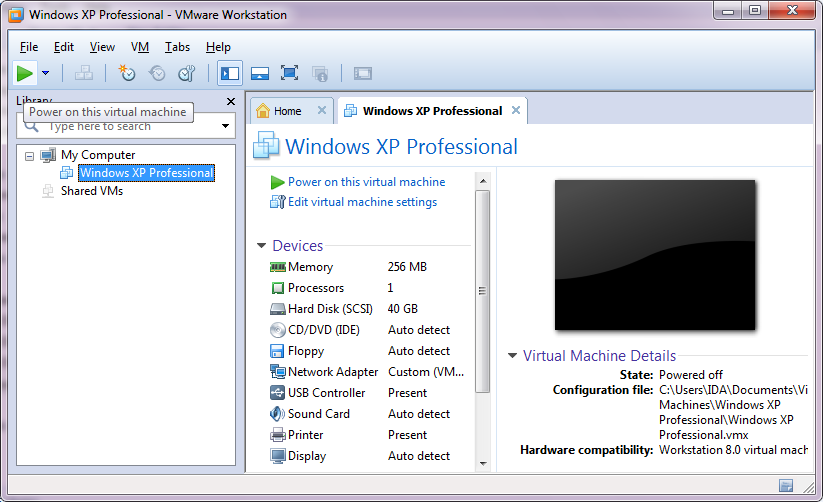 Windows XP Professional - VMware Workstation
File Edit View VM Tabs Help
Library
Power on this virtual machine
Type here to search
My Computer
Windows XP Professional
Shared VMs
Home
Windows XP Professional
Windows XP Professional
Power on this virtual machine
Edit virtual machine settings
Devices
Memory 256 MB
Processors 1
Hard Disk (SCSI) 40 GB
CD/DVD (IDE) Auto detect
Floppy Auto detect
Network Adapter Custom (VM...
USB Controller Present
Sound Card Auto detect
Printer Present
Display Auto detect
Virtual Machine Details
State: Powered off
Configuration file: C:\Users\IDA\Documents\Vi
Machines\Windows XP
Professional\Windows XP
Professional.vmx
Hardware compatibility: Workstation 8.0 virtual mach